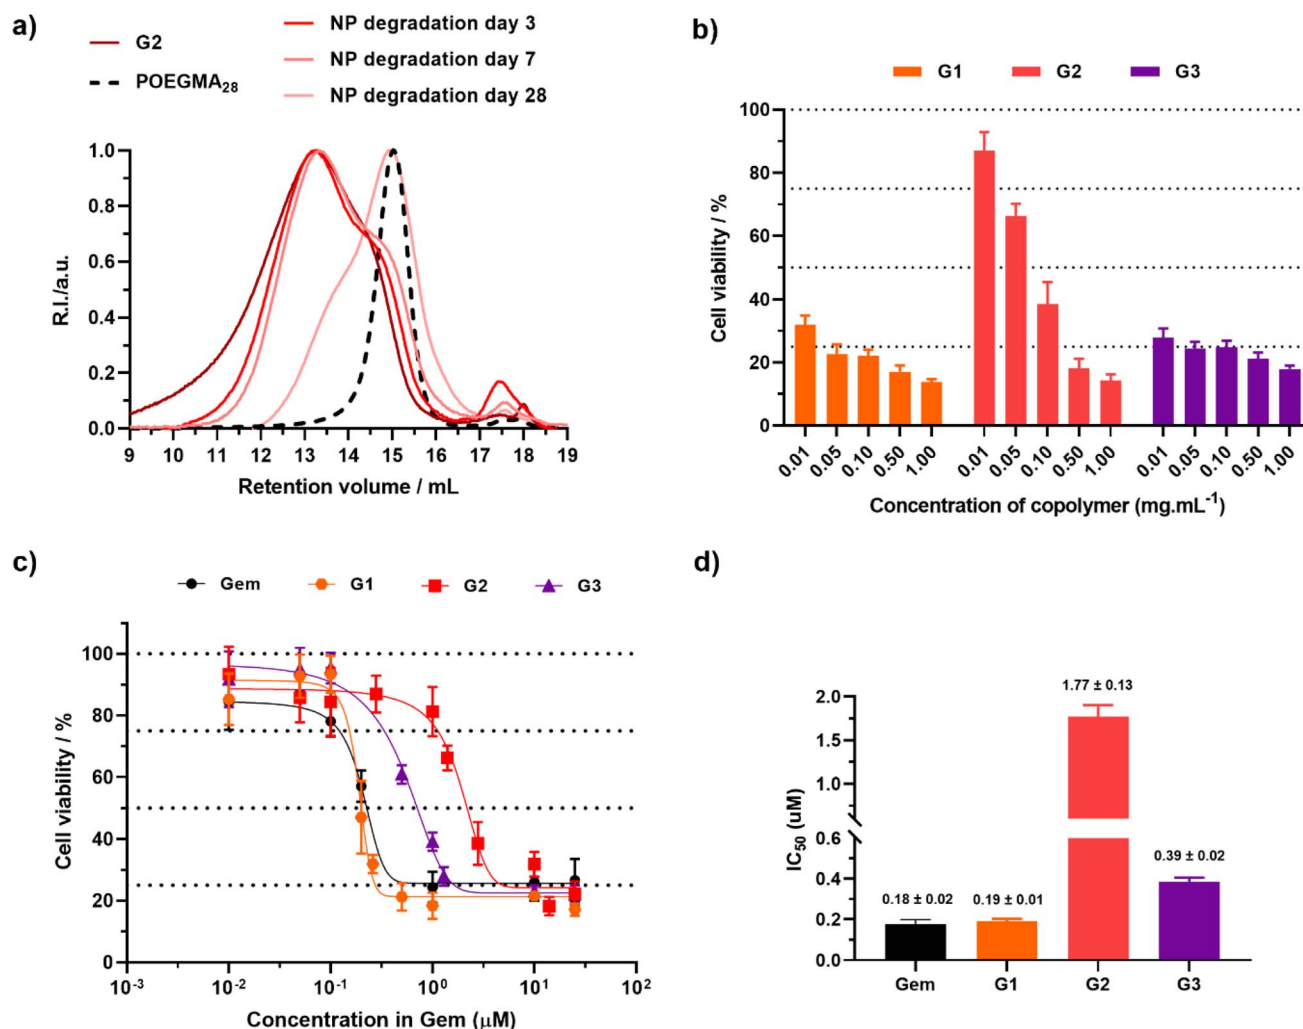 a)
G2
POEGMA28
NP degradation day 3
NP degradation day 7
NP degradation day 28
R.I./a.u.
1.0
0.8
0.6
0.4
0.2
0.0
9 10 11 12 13 14 15 16 17 18 19
Retention volume / mL
b)
G1 G2 G3
Cell viability / %
100
80
60
40
20
0
0.01 0.05 0.10 0.50 1.00 0.01 0.05 0.10 0.50 1.00 0.01 0.05 0.10 0.50 1.00
Concentration of copolymer (mg.mL-1)
c)
Gem G1 G2 G3
Cell viability / %
100
80
60
40
20
0
10-3 10-2 10-1 100 101 102
Concentration in Gem (μM)
d)
IC50 (uM)
2.0
1.5
1.0
0.6
0.4
0.2
0.0
0.18 ± 0.02
0.19 ± 0.01
1.77 ± 0.13
0.39 ± 0.02
Gem G1 G2 G3